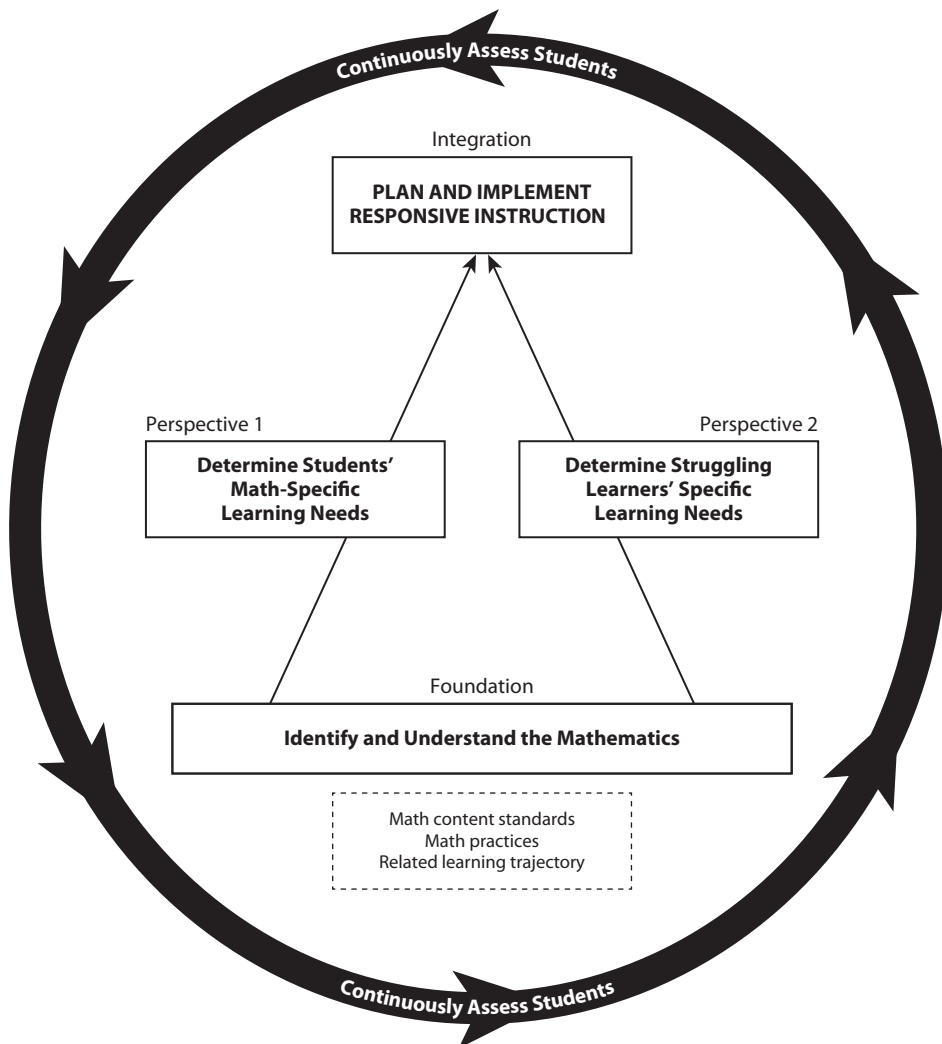 Continuously Assess Students
Integration
PLAN AND IMPLEMENT
RESPONSIVE INSTRUCTION
Perspective 1
Determine Students’
Math-Specific
Learning Needs
Perspective 2
Determine Struggling
Learners’ Specific
Learning Needs
Foundation
Identify and Understand the Mathematics
Math content standards
Math practices
Related learning trajectory
Continuously Assess Students